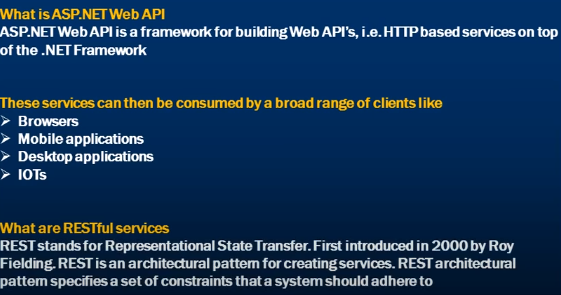 What is ASP.NET Web API
ASP.NET Web API is a framework for building Web API's, i.e. HTTP based services on top
of the .NET Framework
These services can then be consumed by a broad range of clients like
➢ Browsers
➢ Mobile applications
➢ Desktop applications
➢ IOTs
What are RESTful services
REST stands for Representational State Transfer. First introduced in 2000 by Roy
Fielding. REST is an architectural pattern for creating services. REST architectural
pattern specifies a set of constraints that a system should adhere to